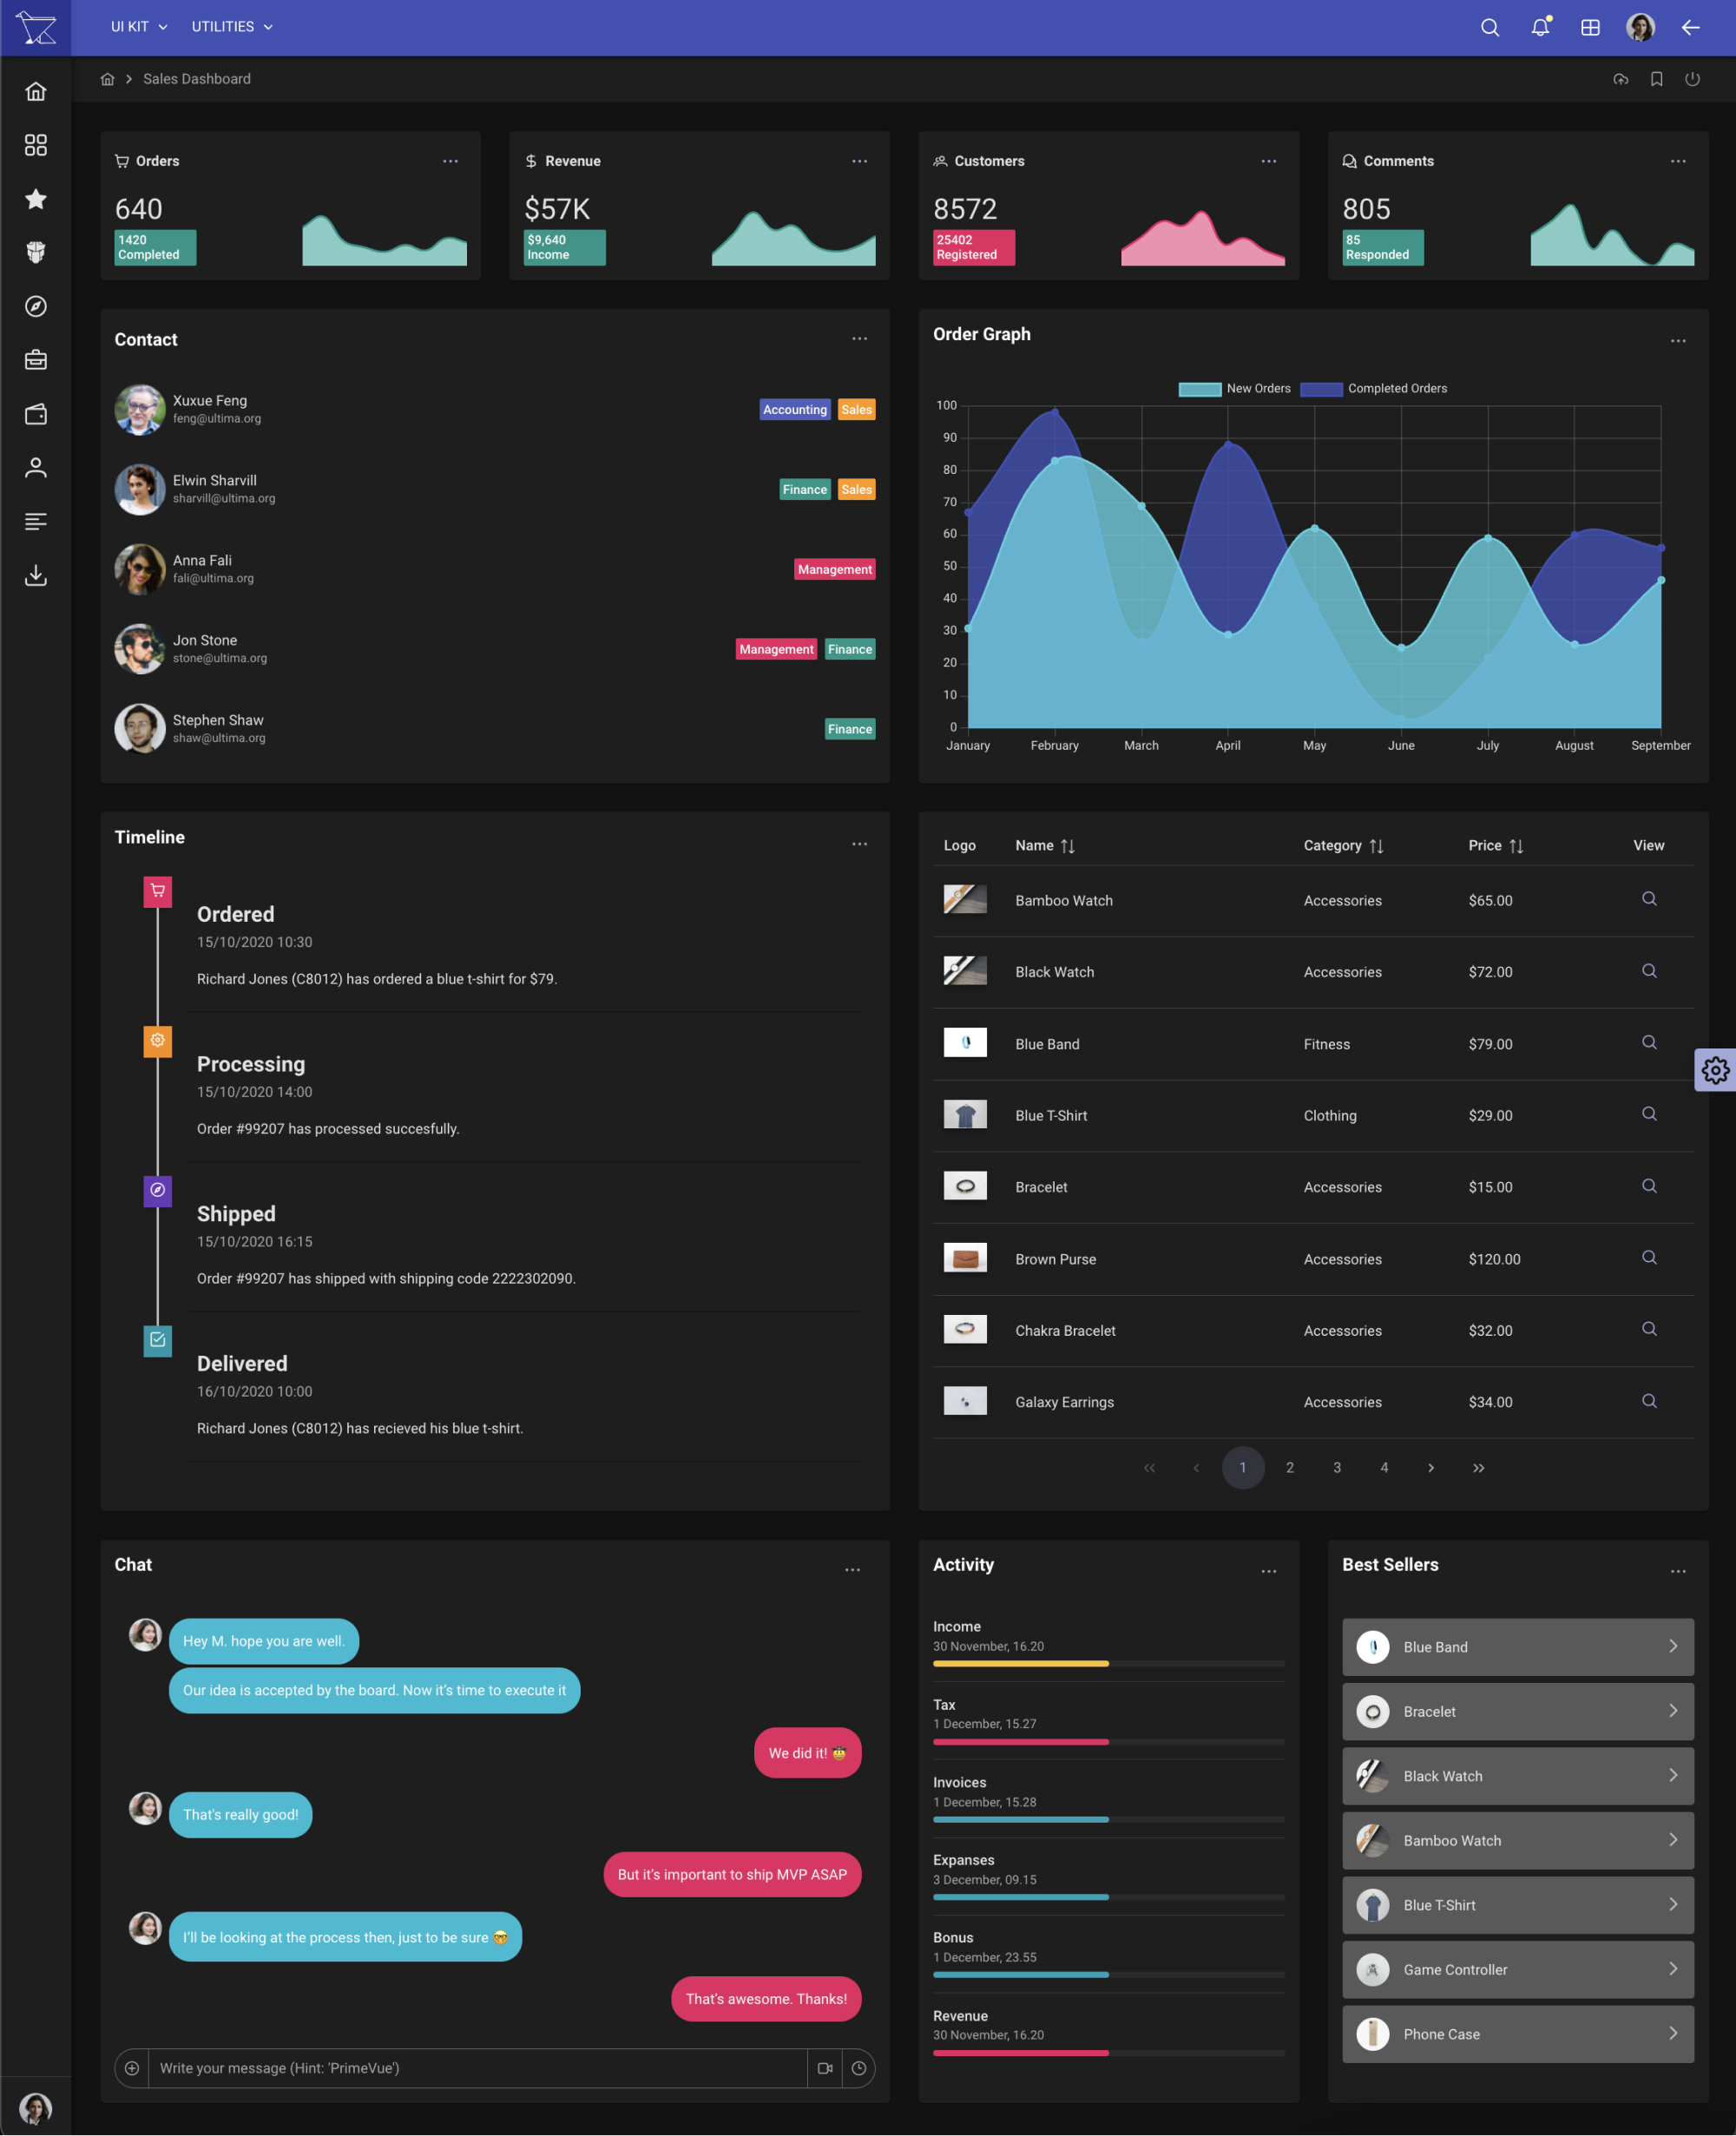 UI KIT
UTILITIES
Sales Dashboard
Orders
640
1420
Completed
Revenue
$57K
$9,640
Income
Customers
8572
25402
Registered
Comments
805
85
Responded
Contact
Xuxue Feng
feng@ultima.org
Accounting Sales
Elwin Sharvill
sharvill@ultima.org
Finance Sales
Anna Fali
fali@ultima.org
Management
Jon Stone
stone@ultima.org
Management Finance
Stephen Shaw
shaw@ultima.org
Finance
Order Graph
New Orders Completed Orders
100
90
80
70
60
50
40
30
20
10
0
January February March April May June July August September
Timeline
Ordered
15/10/2020 10:30
Richard Jones (C8012) has ordered a blue t-shirt for $79.
Processing
15/10/2020 14:00
Order #99207 has processed succesfully.
Shipped
15/10/2020 16:15
Order #99207 has shipped with shipping code 2222302090.
Delivered
16/10/2020 10:00
Richard Jones (C8012) has recieved his blue t-shirt.
Logo Name Category Price View
Bamboo Watch Accessories $65.00
Black Watch Accessories $72.00
Blue Band Fitness $79.00
Blue T-Shirt Clothing $29.00
Bracelet Accessories $15.00
Brown Purse Accessories $120.00
Chakra Bracelet Accessories $32.00
Galaxy Earrings Accessories $34.00
1 2 3 4
Chat
Hey M. hope you are well.
Our idea is accepted by the board. Now it's time to execute it
We did it! 🤠
That's really good!
But it's important to ship MVP ASAP
I'll be looking at the process then, just to be sure 🤓
That's awesome. Thanks!
Write your message (Hint: 'PrimeVue')
Activity
Income
30 November, 16.20
Tax
1 December, 15.27
Invoices
1 December, 15.28
Expanses
3 December, 09.15
Bonus
1 December, 23.55
Revenue
30 November, 16.20
Best Sellers
Blue Band
Bracelet
Black Watch
Bamboo Watch
Blue T-Shirt
Game Controller
Phone Case